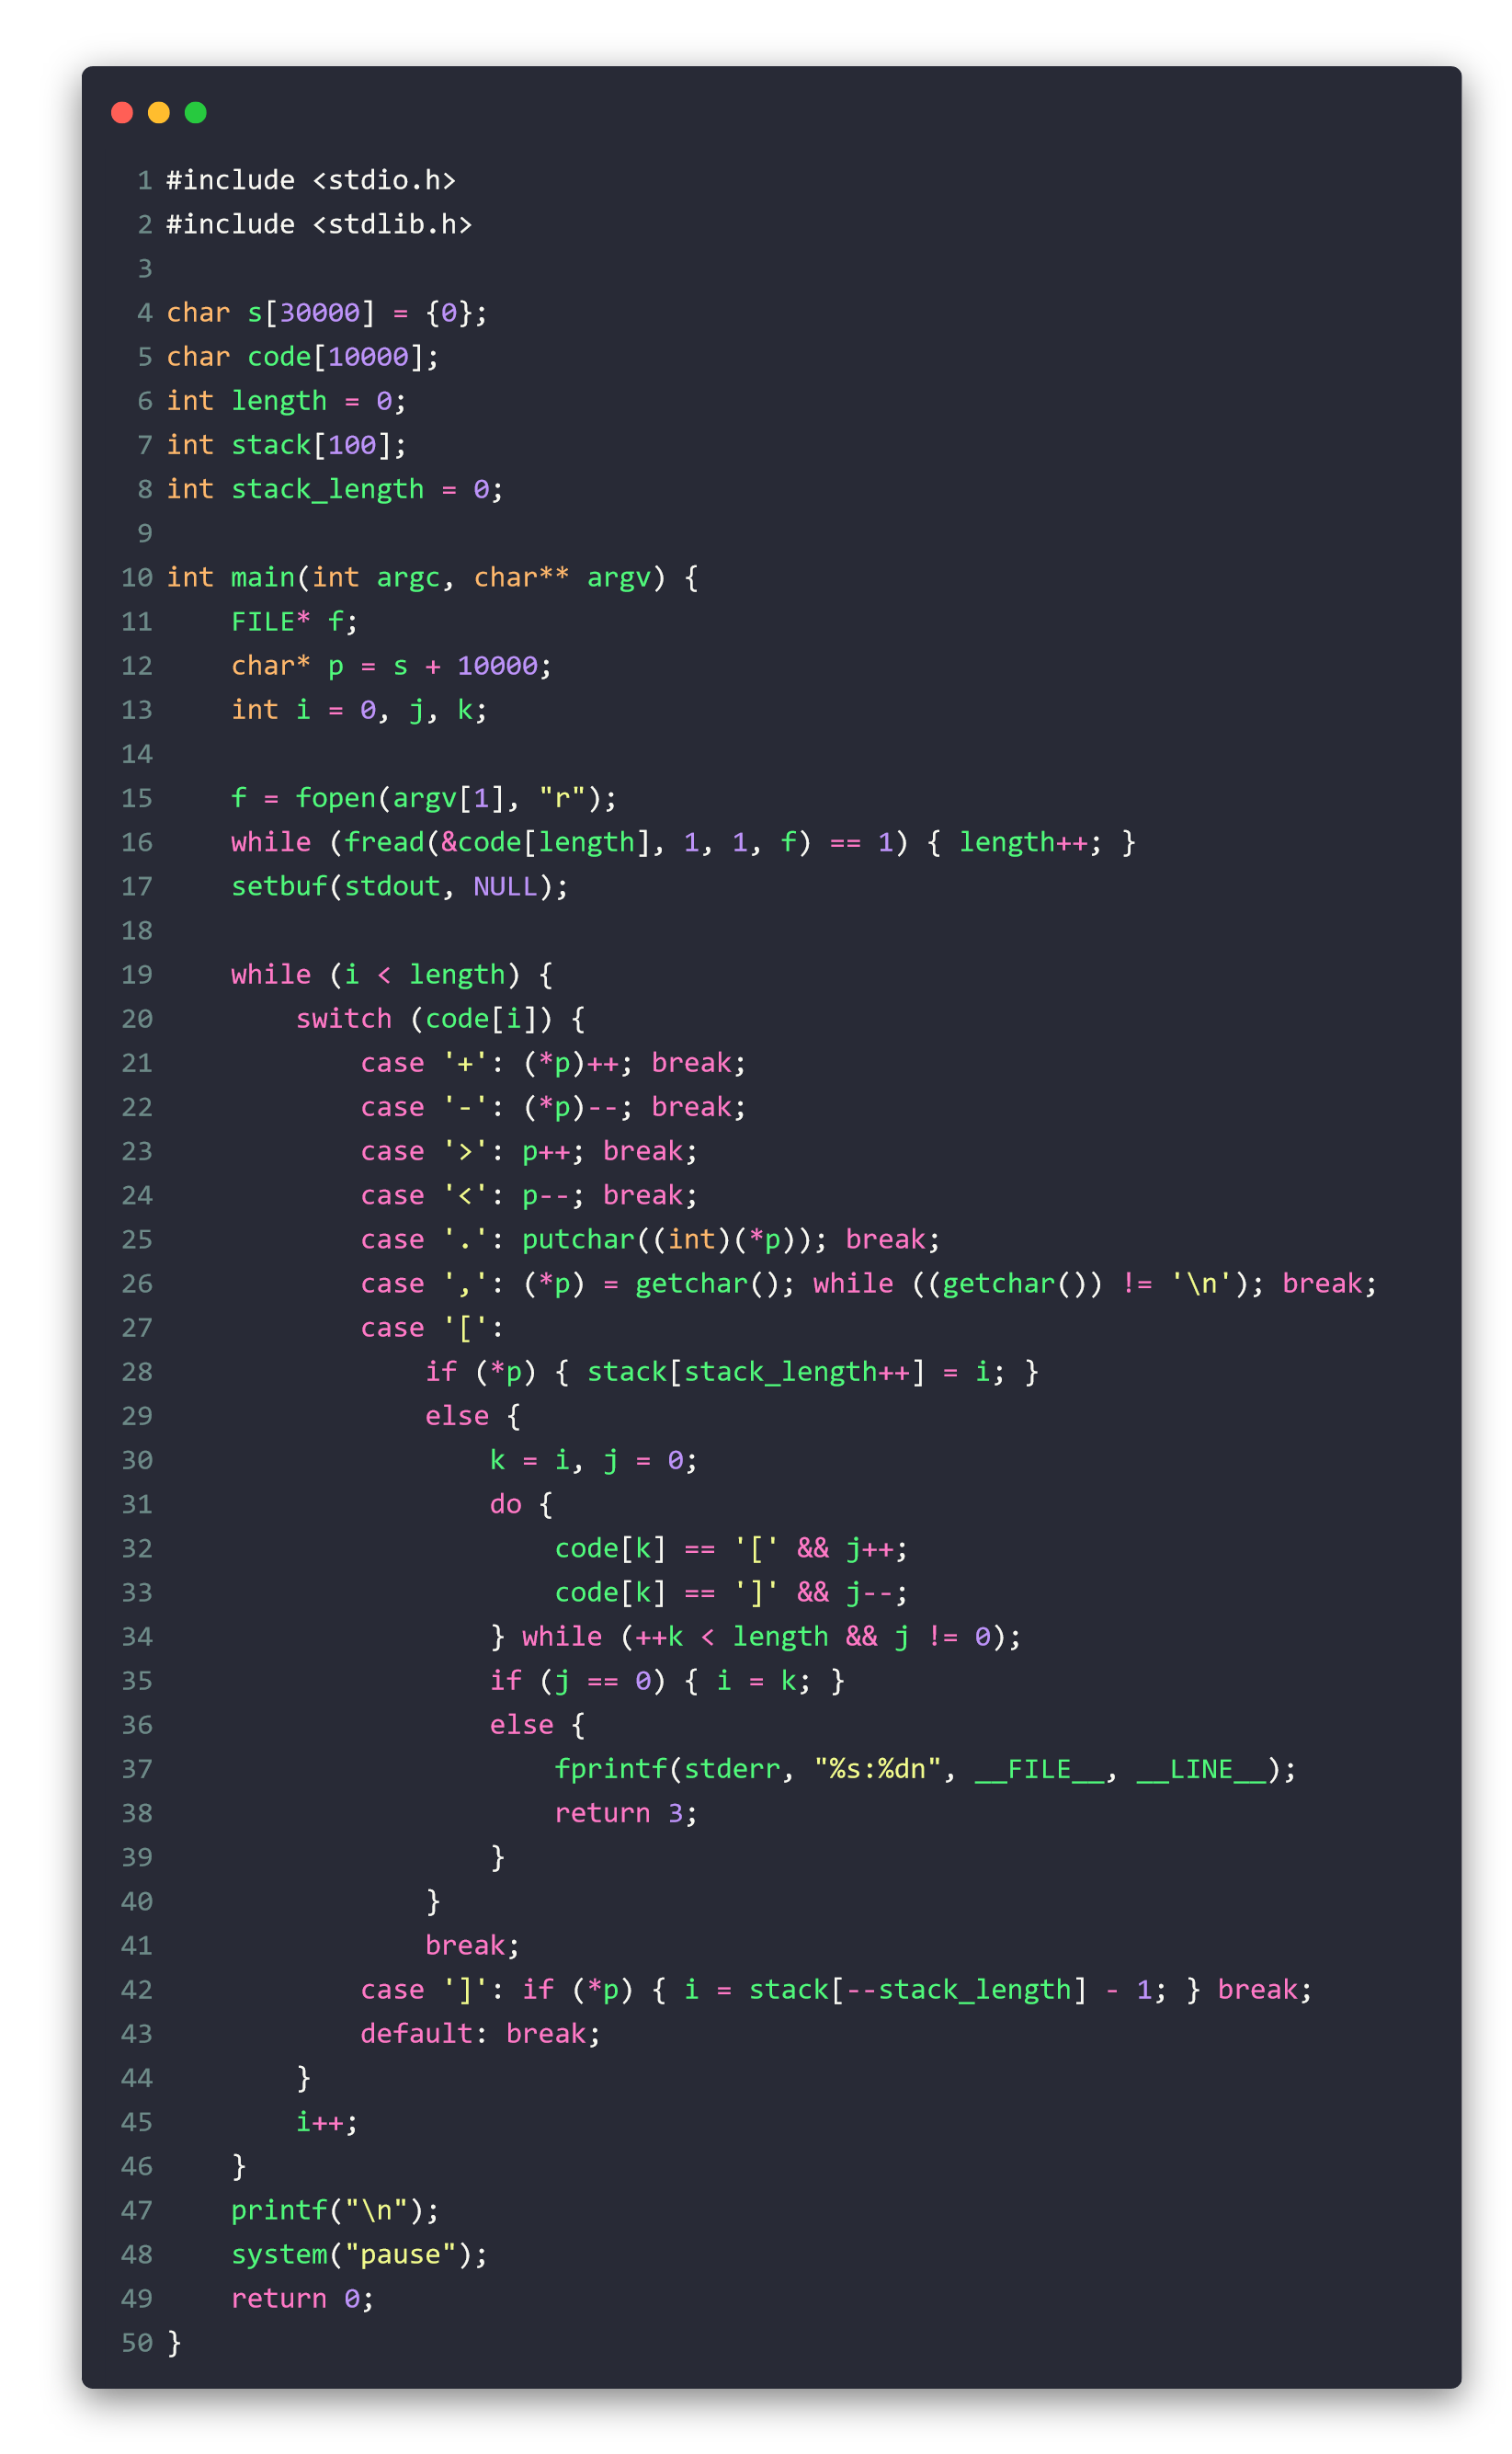 1 #include <stdio.h>
2 #include <stdlib.h>
3
4 char s[30000] = {0};
5 char code[10000];
6 int length = 0;
7 int stack[100];
8 int stack_length = 0;
9
10 int main(int argc, char** argv) {
11     FILE* f;
12     char* p = s + 10000;
13     int i = 0, j, k;
14
15     f = fopen(argv[1], "r");
16     while (fread(&code[length], 1, 1, f) == 1) { length++; }
17     setbuf(stdout, NULL);
18
19     while (i < length) {
20         switch (code[i]) {
21             case '+': (*p)++; break;
22             case '-': (*p)--; break;
23             case '>': p++; break;
24             case '<': p--; break;
25             case '.': putchar((int)(*p)); break;
26             case ',': (*p) = getchar(); while ((getchar()) != '\n'); break;
27             case '[':
28                 if (*p) { stack[stack_length++] = i; }
29                 else {
30                     k = i, j = 0;
31                     do {
32                         code[k] == '[' && j++;
33                         code[k] == ']' && j--;
34                     } while (++k < length && j != 0);
35                     if (j == 0) { i = k; }
36                     else {
37                         fprintf(stderr, "%s:%dn", __FILE__, __LINE__);
38                         return 3;
39                     }
40                 }
41                 break;
42             case ']': if (*p) { i = stack[--stack_length] - 1; } break;
43             default: break;
44         }
45         i++;
46     }
47     printf("\n");
48     system("pause");
49     return 0;
50 }